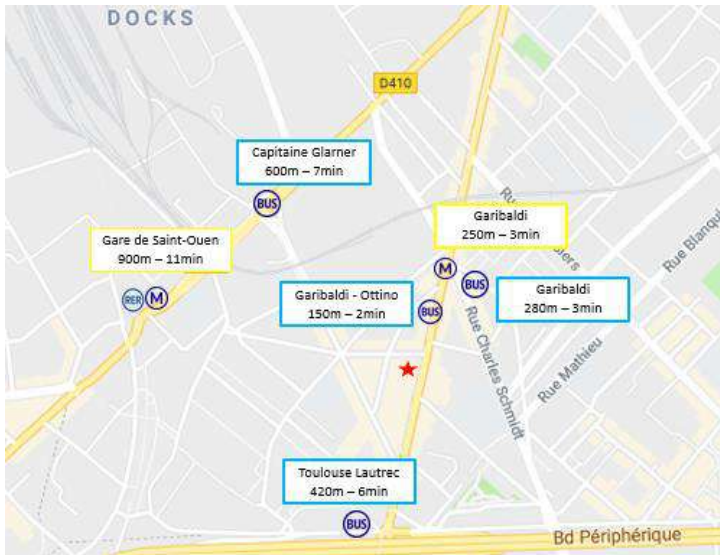 DOCKS
D410
Capitaine Glarner
600m – 7min
BUS
Garibaldi
250m – 3min
Gare de Saint-Ouen
900m – 11min
RER
M
M
Garibaldi - Ottino
150m – 2min
BUS
BUS
Garibaldi
280m – 3min
Rue Blanqu
Rue Mathieu
Rue Charles Schmidt
Toulouse Lautrec
420m – 6min
BUS
Bd Périphérique